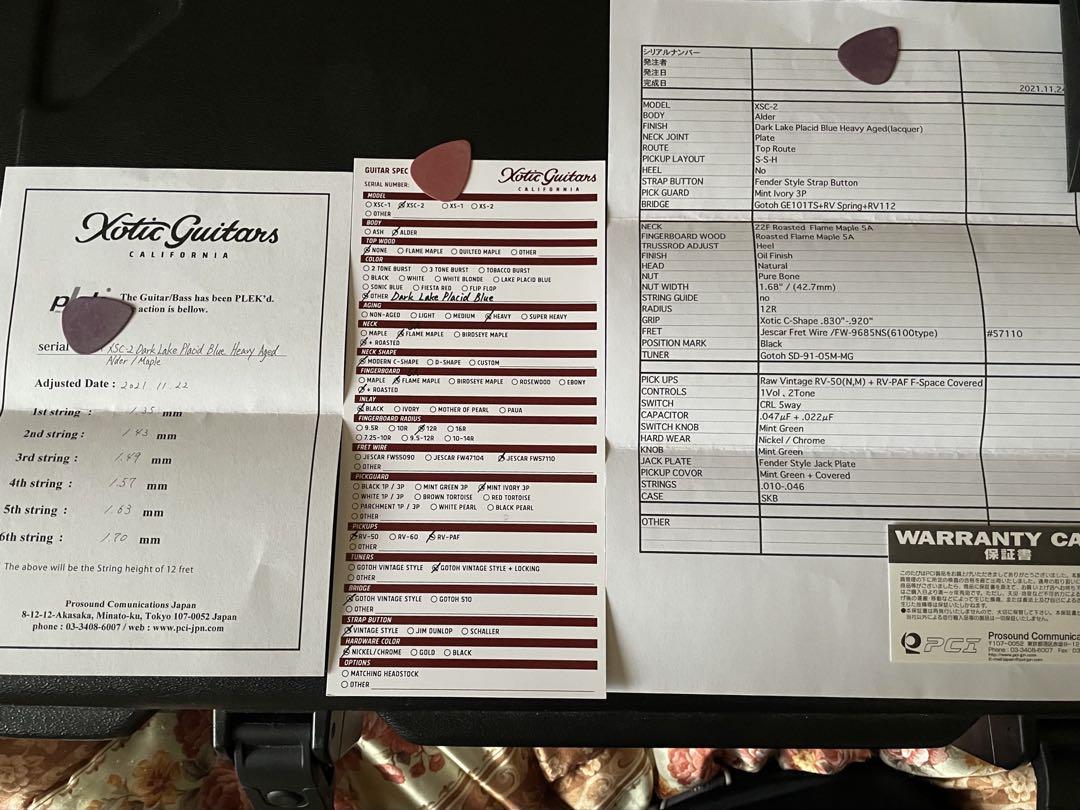 Xotic Guitars
CALIFORNIA
The Guitar/Bass has been PLEK'd.
e action is bellow.
serial
XSC-2 Dark Lake Placid Blue Heavy Aged
Alder / Maple
Adjusted Date : 2021 11.22
1st string : 1.35 mm
2nd string : 1.43 mm
3rd string : 1.49 mm
4th string : 1.57 mm
5th string : 1.63 mm
6th string : 1.70 mm
The above will be the String height of 12 fret
Prosound Comunications Japan
8-12-12-Akasaka, Minato-ku, Tokyo 107-0052 Japan
phone : 03-3408-6007 / web : www.pci-jpn.com
GUITAR SPEC
Xotic Guitars
CALIFORNIA
SERIAL NUMBER:
MODEL
XSC-1 XSC-2 XS-1 XS-2
OTHER
BODY
ASH ALDER
TOP WOOD
NONE FLAME MAPLE QUILTED MAPLE OTHER
COLOR
2 TONE BURST 3 TONE BURST TOBACCO BURST
BLACK WHITE WHITE BLONDE LAKE PLACID BLUE
SONIC BLUE FIESTA RED FLIP FLOP
OTHER Dark Lake Placid Blue
AGING
NON-AGED LIGHT MEDIUM HEAVY SUPER HEAVY
NECK
MAPLE FLAME MAPLE BIRDSEYE MAPLE
+ ROASTED
NECK SHAPE
MODERN C-SHAPE D-SHAPE CUSTOM
FINGERBOARD
MAPLE FLAME MAPLE BIRDSEYE MAPLE ROSEWOOD EBONY
+ ROASTED
INLAY
BLACK IVORY MOTHER OF PEARL PAUA
FINGERBOARD RADIUS
9.5R 10R 12R 16R
7.25-10R 9.5-12R 10-14R
FRET WIRE
JESCAR FW55090 JESCAR FW47104 JESCAR FW57110
OTHER
PICKGUARD
BLACK 1P / 3P MINT GREEN 3P MINT IVORY 3P
WHITE 1P / 3P BROWN TORTOISE RED TORTOISE
PARCHMENT 1P / 3P WHITE PEARL BLACK PEARL
OTHER
PICKUPS
RV-50 RV-60 RV-PAF
OTHER
TUNERS
GOTOH VINTAGE STYLE GOTOH VINTAGE STYLE + LOCKING
OTHER
BRIDGE
GOTOH VINTAGE STYLE GOTOH 510
OTHER
STRAP BUTTON
VINTAGE STYLE JIM DUNLOP SCHALLER
HARDWARE COLOR
NICKEL/CHROME GOLD BLACK
OPTIONS
MATCHING HEADSTOCK
OTHER
シリアルナンバー
発注者
発注日
完成日 2021.11.24
MODEL XSC-2
BODY Alder
FINISH Dark Lake Placid Blue Heavy Aged(lacquer)
NECK JOINT Plate
ROUTE Top Route
PICKUP LAYOUT S-S-H
HEEL No
STRAP BUTTON Fender Style Strap Button
PICK GUARD Mint Ivory 3P
BRIDGE Gotoh GE101TS+RV Spring+RV112
NECK 22F Roasted Flame Maple 5A
FINGERBOARD WOOD Roasted Flame Maple 5A
TRUSSROD ADJUST Heel
FINISH Oil Finish
HEAD Natural
NUT Pure Bone
NUT WIDTH 1.68" / (42.7mm)
STRING GUIDE no
RADIUS 12R
GRIP Xotic C-Shape .830"-.920"
FRET Jescar Fret Wire /FW-9685NS(6100type) #57110
POSITION MARK Black
TUNER Gotoh SD-91-05M-MG
PICK UPS Raw Vintage RV-50(N,M) + RV-PAF F-Space Covered
CONTROLS 1Vol、2Tone
SWITCH CRL 5way
CAPACITOR .047μF + .022μF
SWITCH KNOB Mint Green
HARD WEAR Nickel / Chrome
KNOB Mint Green
JACK PLATE Fender Style Jack Plate
PICKUP COVOR Mint Green + Covered
STRINGS .010-.046
CASE SKB
OTHER
WARRANTY CA
保証書
PCI
Prosound Communica
〒107-0052
Phone : 03-3408-6007 Fax : 03
http://www.pci-jpn.com